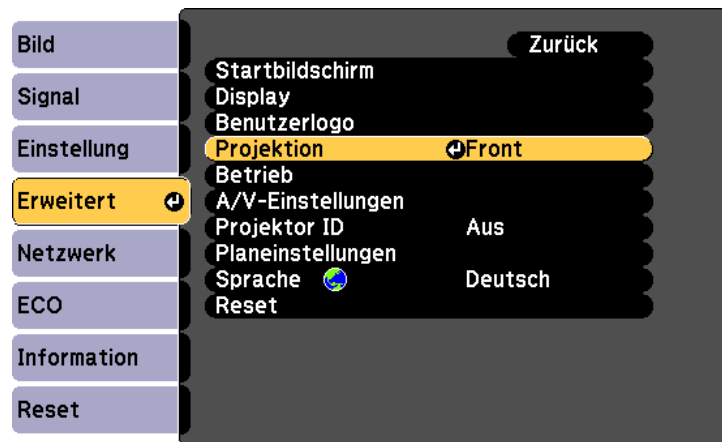 Bild
Signal
Einstellung
Erweitert
Netzwerk
ECO
Information
Reset
Zurück
Startbildschirm
Display
Benutzerlogo
Projektion Front
Betrieb
A/V-Einstellungen
Projektor ID Aus
Planeinstellungen
Sprache Deutsch
Reset